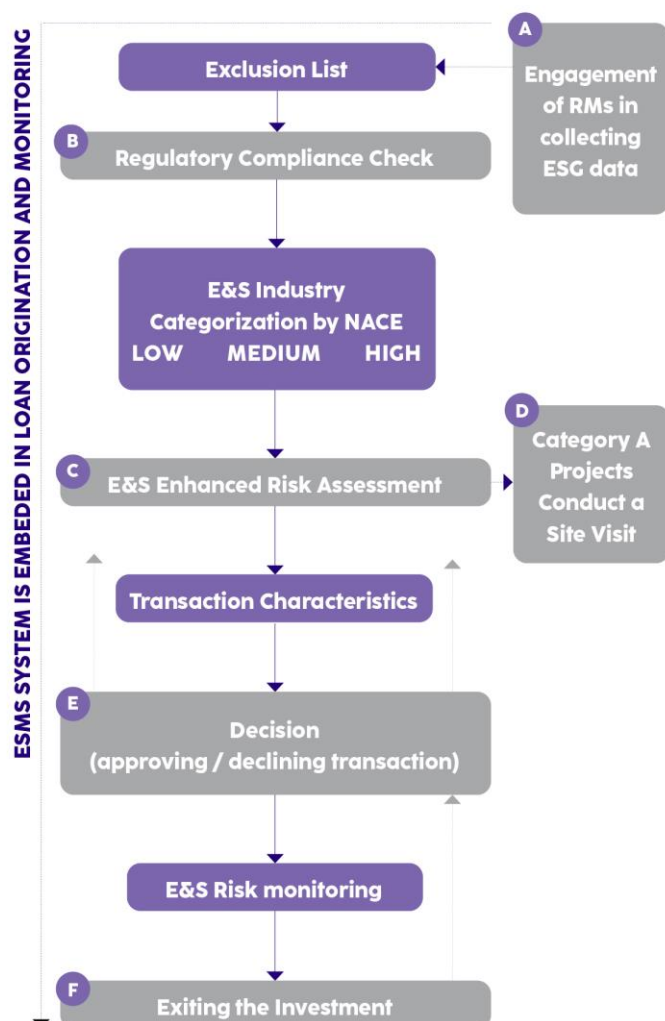 ESMS SYSTEM IS EMBEDED IN LOAN ORIGINATION AND MONITORING
A
Engagement
of RMs in
collecting
ESG data
Exclusion List
B
Regulatory Compliance Check
E&S Industry
Categorization by NACE
LOW MEDIUM HIGH
C
E&S Enhanced Risk Assessment
D
Category A
Projects
Conduct a
Site Visit
Transaction Characteristics
E
Decision
(approving / declining transaction)
E&S Risk monitoring
F
Exiting the Investment